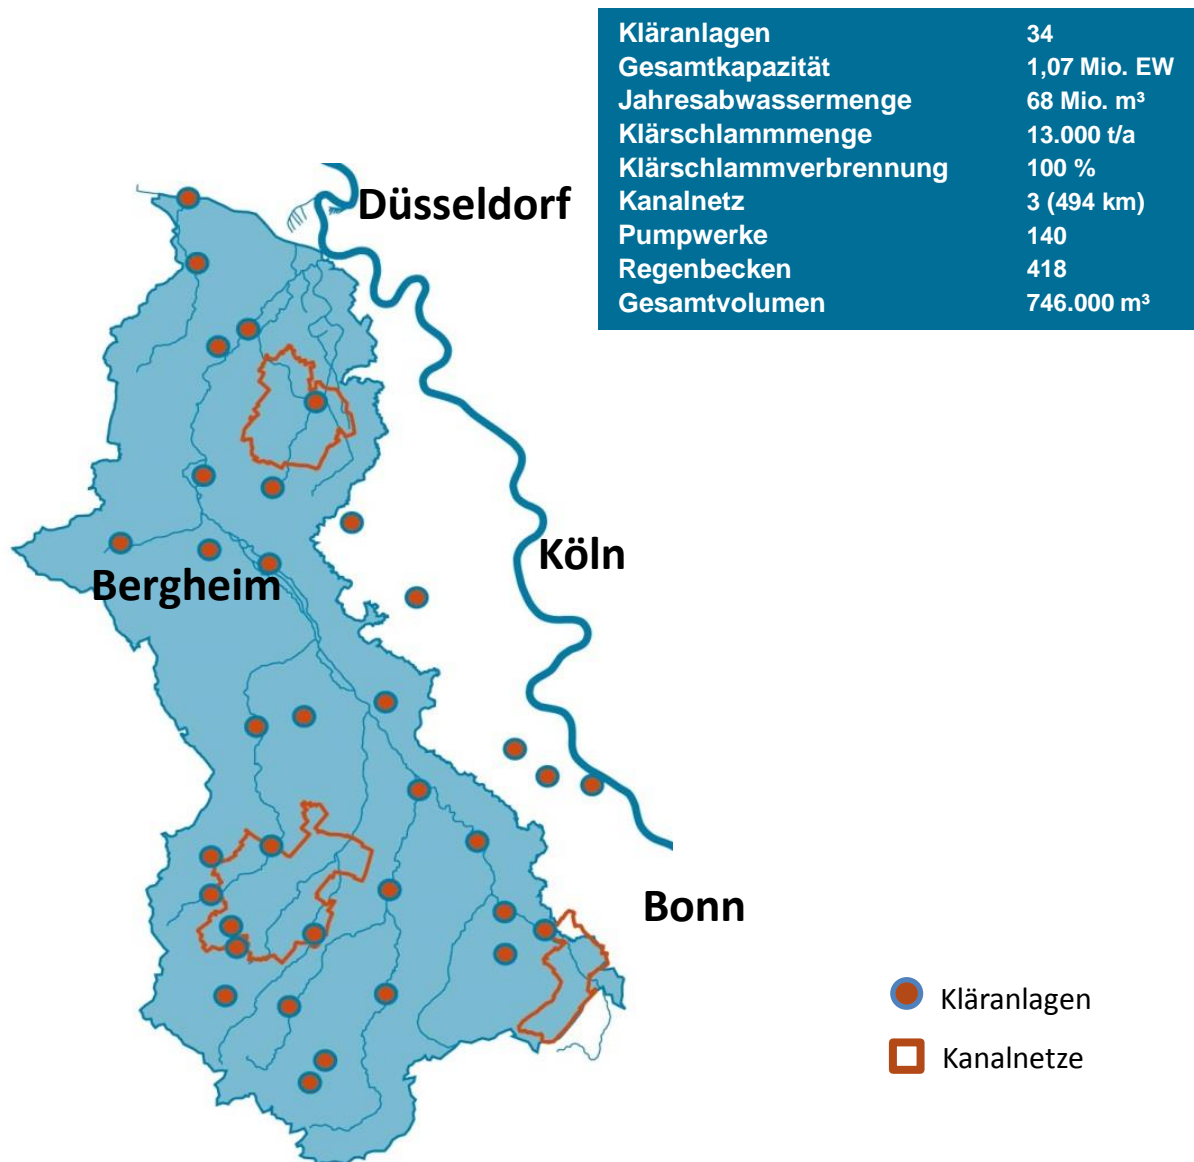 Kläranlagen 34
Gesamtkapazität 1,07 Mio. EW
Jahresabwassermenge 68 Mio. m³
Klärschlammmenge 13.000 t/a
Klärschlammverbrennung 100 %
Kanalnetz 3 (494 km)
Pumpwerke 140
Regenbecken 418
Gesamtvolumen 746.000 m³
Düsseldorf
Köln
Bergheim
Bonn
Kläranlagen
Kanalnetze